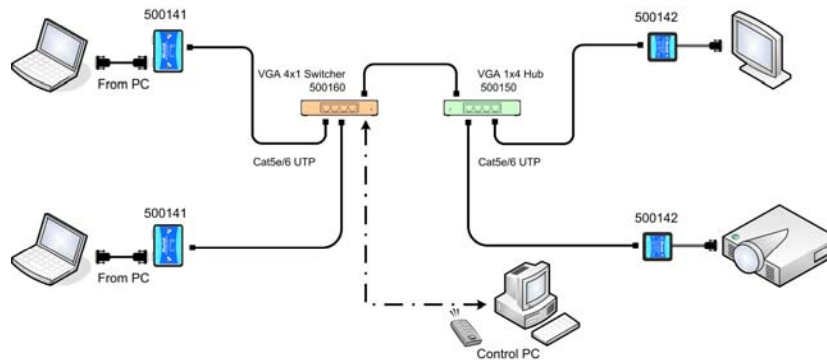 500141
From PC
VGA 4x1 Switcher
500160
VGA 1x4 Hub
500150
500142
Cat5e/6 UTP
Cat5e/6 UTP
500141
From PC
500142
Control PC